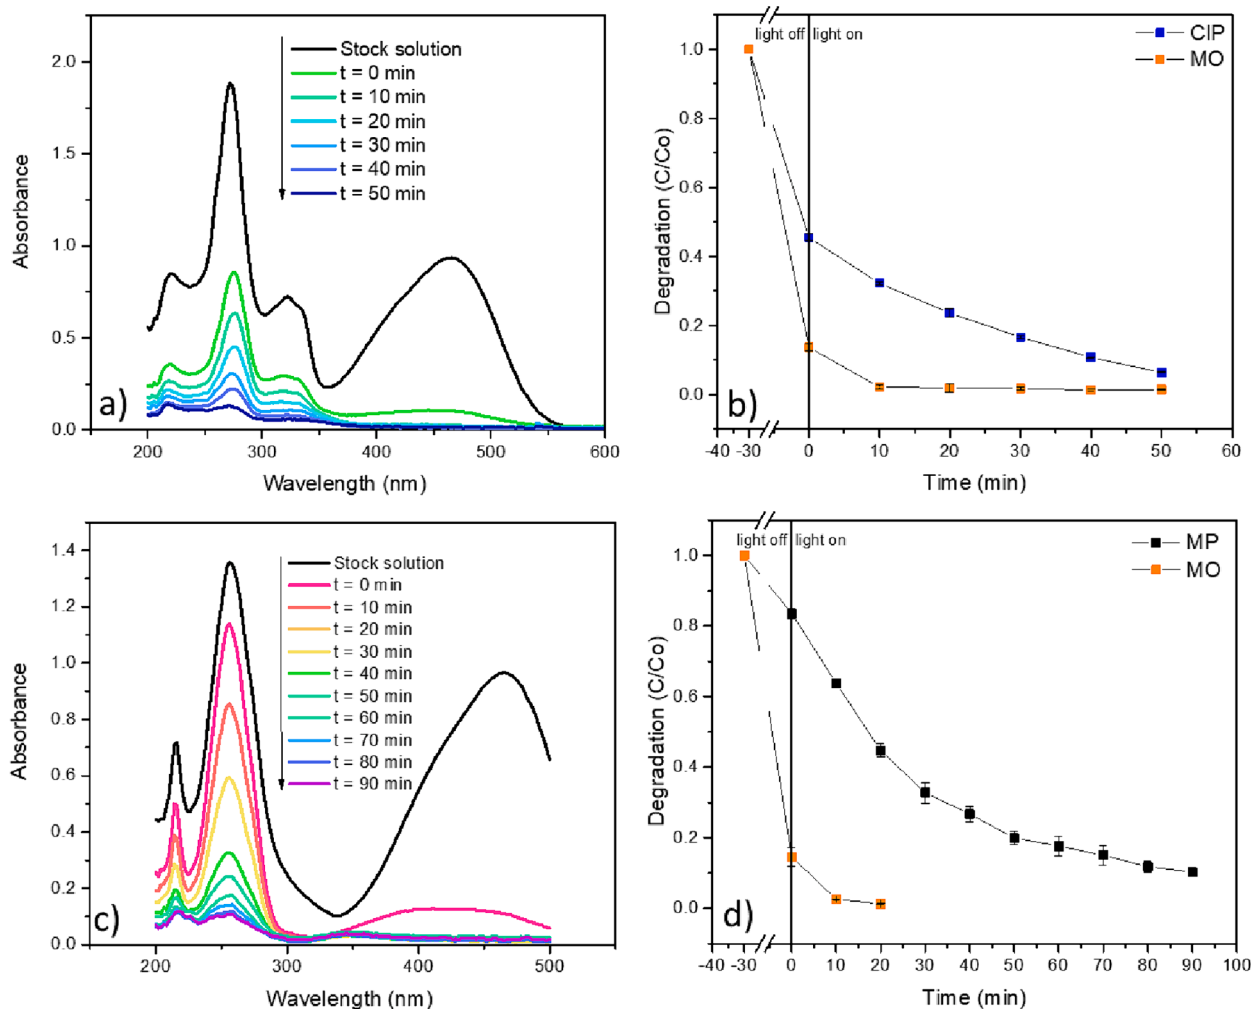 Stock solution
t = 0 min
t = 10 min
t = 20 min
t = 30 min
t = 40 min
t = 50 min
2.0
1.5
1.0
0.5
0.0
Absorbance
a)
200 300 400 500 600
Wavelength (nm)
light off light on
CIP
MO
1.0
0.8
0.6
0.4
0.2
0.0
Degradation (C/Co)
b)
-40 -30 0 10 20 30 40 50 60
Time (min)
Stock solution
t = 0 min
t = 10 min
t = 20 min
t = 30 min
t = 40 min
t = 50 min
t = 60 min
t = 70 min
t = 80 min
t = 90 min
1.4
1.2
1.0
0.8
0.6
0.4
0.2
0.0
Absorbance
c)
200 300 400 500
Wavelength (nm)
light off light on
MP
MO
1.0
0.8
0.6
0.4
0.2
0.0
Degradation (C/Co)
d)
-40 -30 0 10 20 30 40 50 60 70 80 90 100
Time (min)